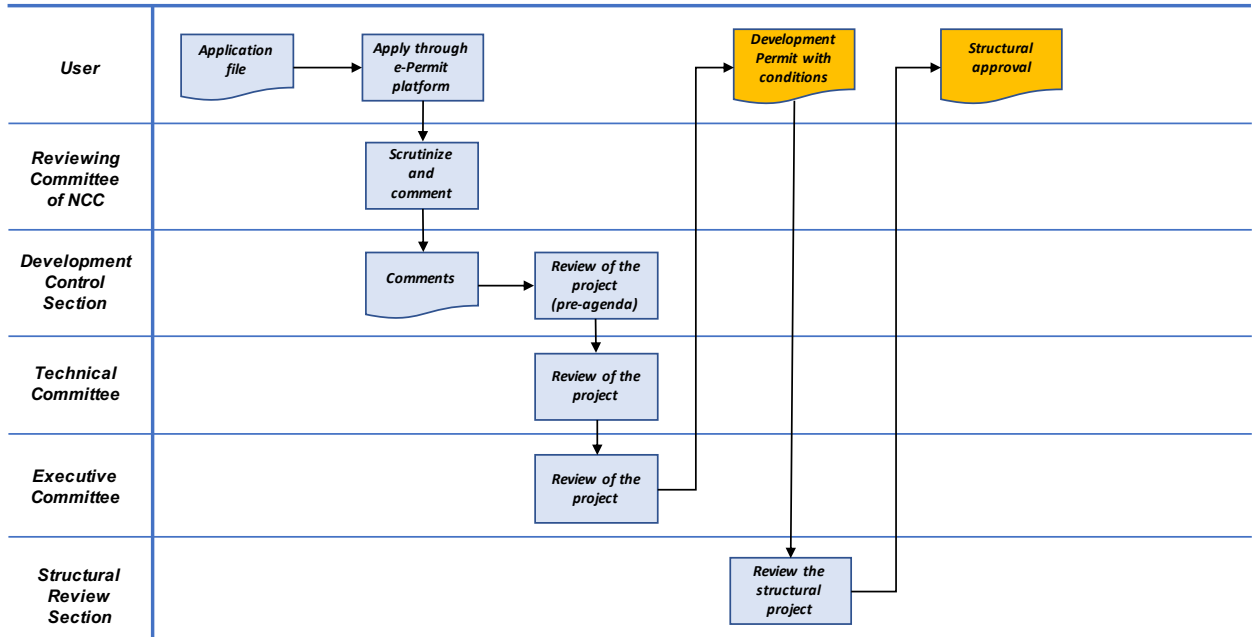 User
Application
file
Apply through
e-Permit
platform
Development
Permit with
conditions
Structural
approval
Reviewing
Committee
of NCC
Scrutinize
and
comment
Development
Control
Section
Comments
Review of the
project
(pre-agenda)
Technical
Committee
Review of the
project
Executive
Committee
Review of the
project
Structural
Review
Section
Review the
structural
project